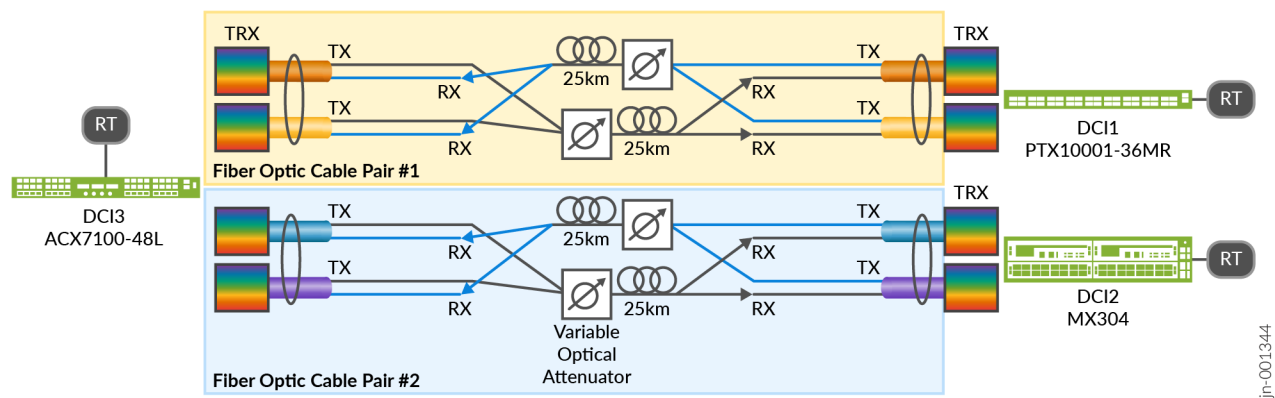 TRX
TX
TX
RX
RX
25km
25km
TX
TX
RX
RX
TRX
Fiber Optic Cable Pair #1
RT
DCI3
ACX7100-48L
RT
DCI1
PTX10001-36MR
TX
TX
RX
RX
25km
25km
Variable
Optical
Attenuator
TX
TX
RX
RX
TRX
Fiber Optic Cable Pair #2
RT
DCI2
MX304
jn-001344